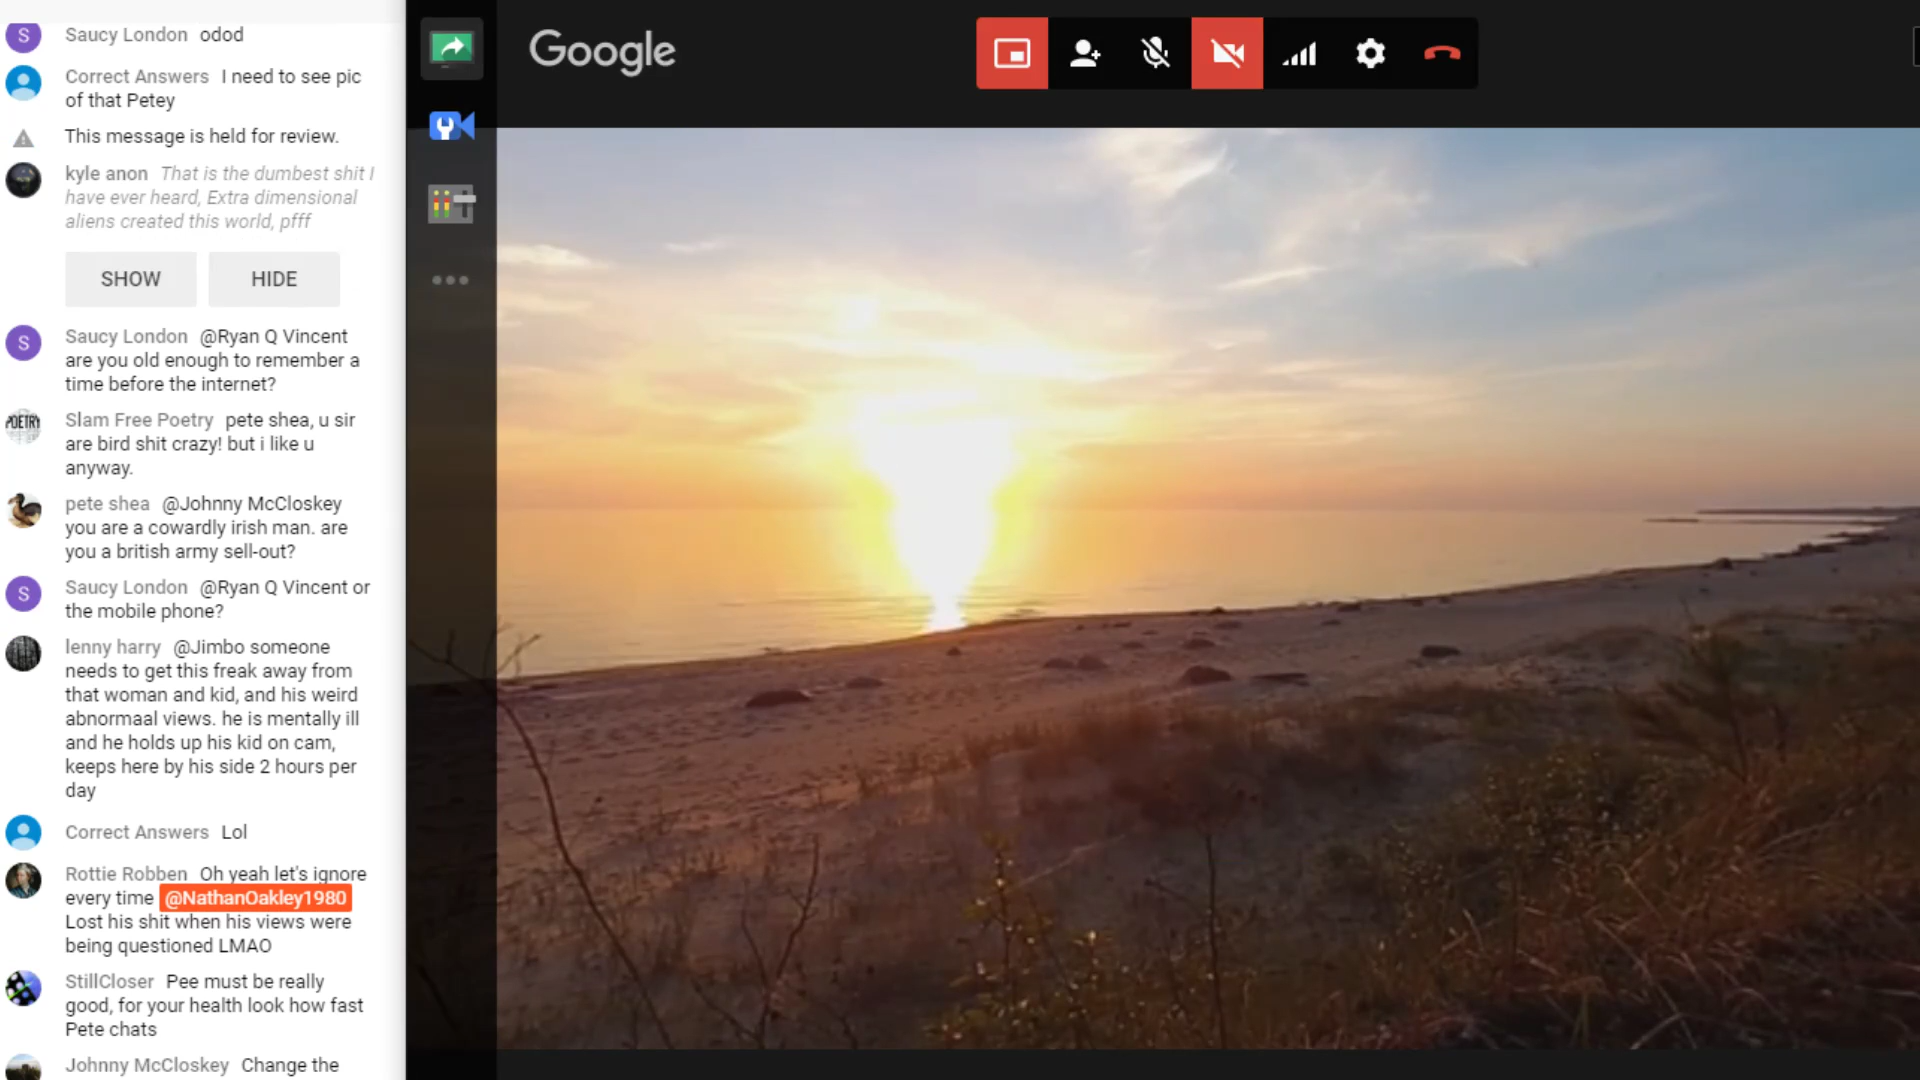 S Saucy London odod
Correct Answers I need to see pic
of that Petey
This message is held for review.
kyle anon That is the dumbest shit I
have ever heard, Extra dimensional
aliens created this world, pfff
SHOW HIDE
S Saucy London @Ryan Q Vincent
are you old enough to remember a
time before the internet?
POETRY Slam Free Poetry pete shea, u sir
are bird shit crazy! but i like u
anyway.
pete shea @Johnny McCloskey
you are a cowardly irish man. are
you a british army sell-out?
S Saucy London @Ryan Q Vincent or
the mobile phone?
lenny harry @Jimbo someone
needs to get this freak away from
that woman and kid, and his weird
abnormaal views. he is mentally ill
and he holds up his kid on cam,
keeps here by his side 2 hours per
day
Correct Answers Lol
Rottie Robben Oh yeah let's ignore
every time @NathanOakley1980
Lost his shit when his views were
being questioned LMAO
StillCloser Pee must be really
good, for your health look how fast
Pete chats
Johnny McCloskey Change the
Google